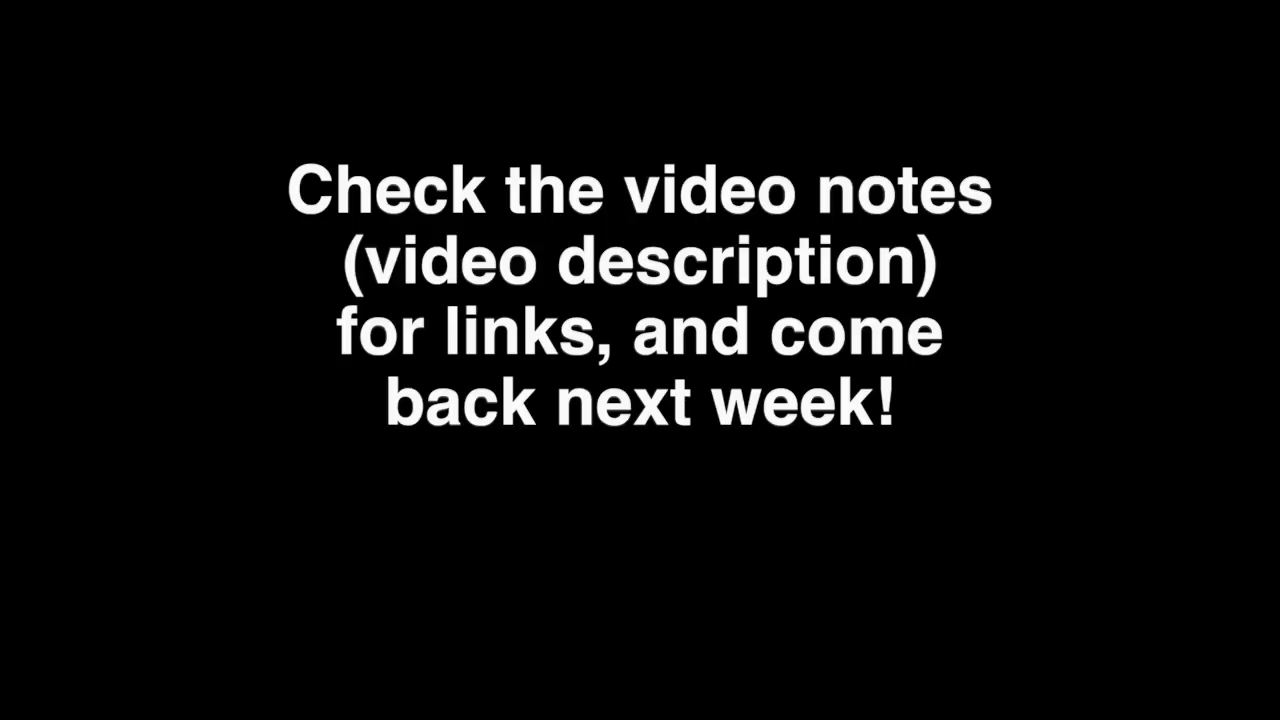 Check the video notes
(video description)
for links, and come
back next week!